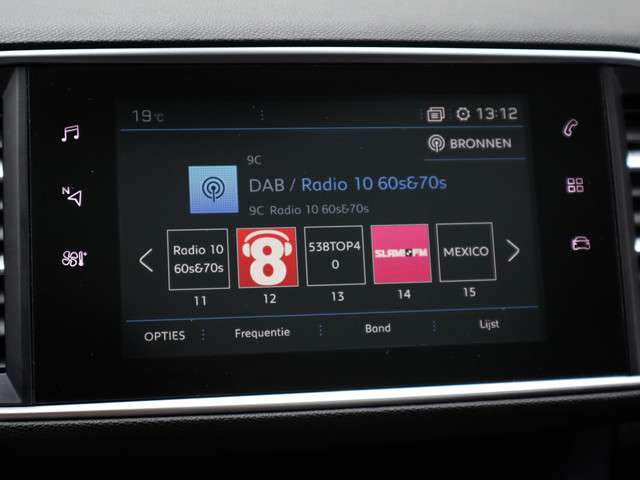 19°C
13:12
BRONNEN
9C
DAB / Radio 10 60s&70s
9C Radio 10 60s&70s
N
Radio 10
60s&70s
8
538TOP4
0
SLAM!FM
MEXICO
11 12 13 14 15
OPTIES Frequentie Band Lijst